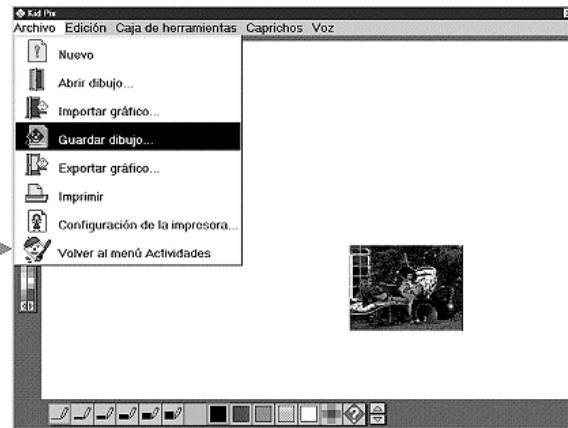 Kid Pix
Archivo Edición Caja de herramientas Caprichos Voz
Nuevo
Abrir dibujo...
Importar gráfico...
Guardar dibujo...
Exportar gráfico...
Imprimir
Configuración de la impresora...
Volver al menú Actividades
?